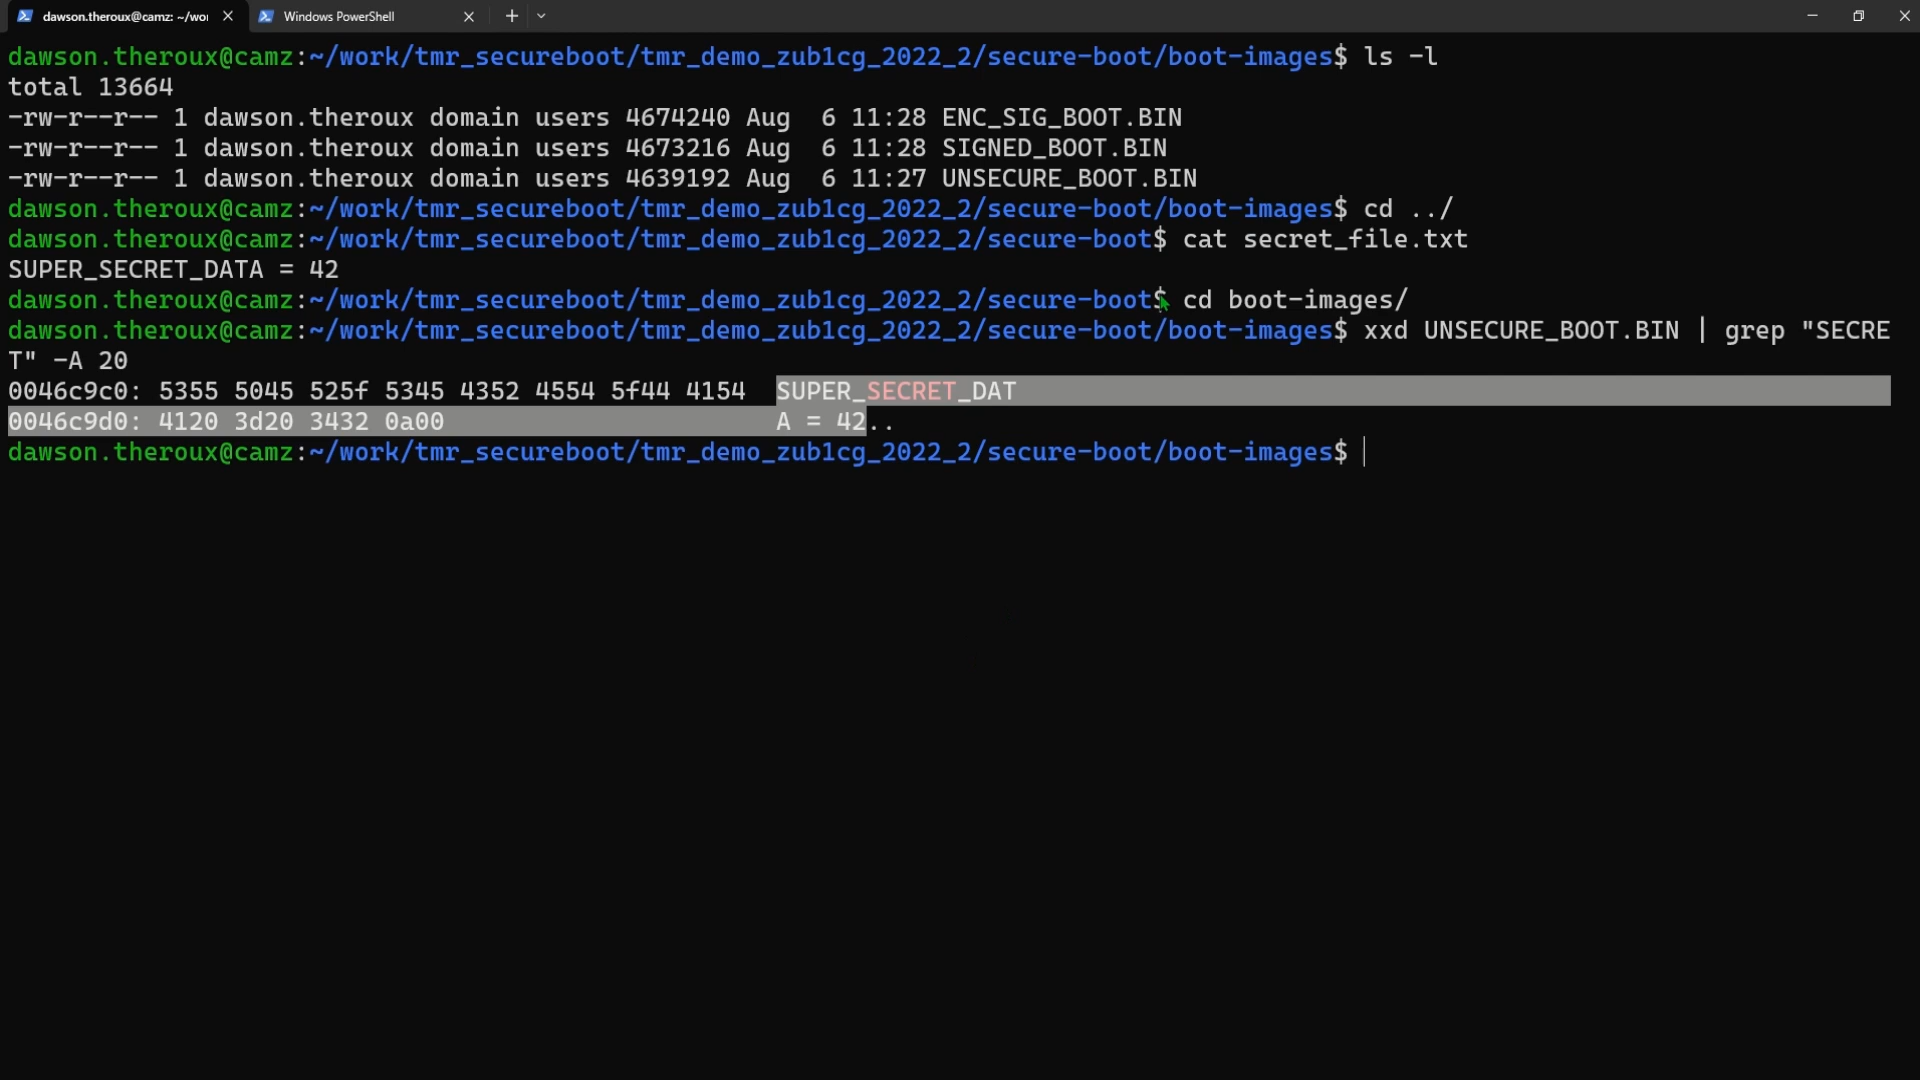 dawson.theroux@camz: ~/wor
Windows PowerShell
dawson.theroux@camz:~/work/tmr_secureboot/tmr_demo_zub1cg_2022_2/secure-boot/boot-images$ ls -l
total 13664
-rw-r--r-- 1 dawson.theroux domain users 4674240 Aug  6 11:28 ENC_SIG_BOOT.BIN
-rw-r--r-- 1 dawson.theroux domain users 4673216 Aug  6 11:28 SIGNED_BOOT.BIN
-rw-r--r-- 1 dawson.theroux domain users 4639192 Aug  6 11:27 UNSECURE_BOOT.BIN
dawson.theroux@camz:~/work/tmr_secureboot/tmr_demo_zub1cg_2022_2/secure-boot/boot-images$ cd ../
dawson.theroux@camz:~/work/tmr_secureboot/tmr_demo_zub1cg_2022_2/secure-boot$ cat secret_file.txt
SUPER_SECRET_DATA = 42
dawson.theroux@camz:~/work/tmr_secureboot/tmr_demo_zub1cg_2022_2/secure-boot$ cd boot-images/
dawson.theroux@camz:~/work/tmr_secureboot/tmr_demo_zub1cg_2022_2/secure-boot/boot-images$ xxd UNSECURE_BOOT.BIN | grep "SECRE
T" -A 20
0046c9c0: 5355 5045 525f 5345 4352 4554 5f44 4154  SUPER_SECRET_DAT
0046c9d0: 4120 3d20 3432 0a00                      A = 42..
dawson.theroux@camz:~/work/tmr_secureboot/tmr_demo_zub1cg_2022_2/secure-boot/boot-images$